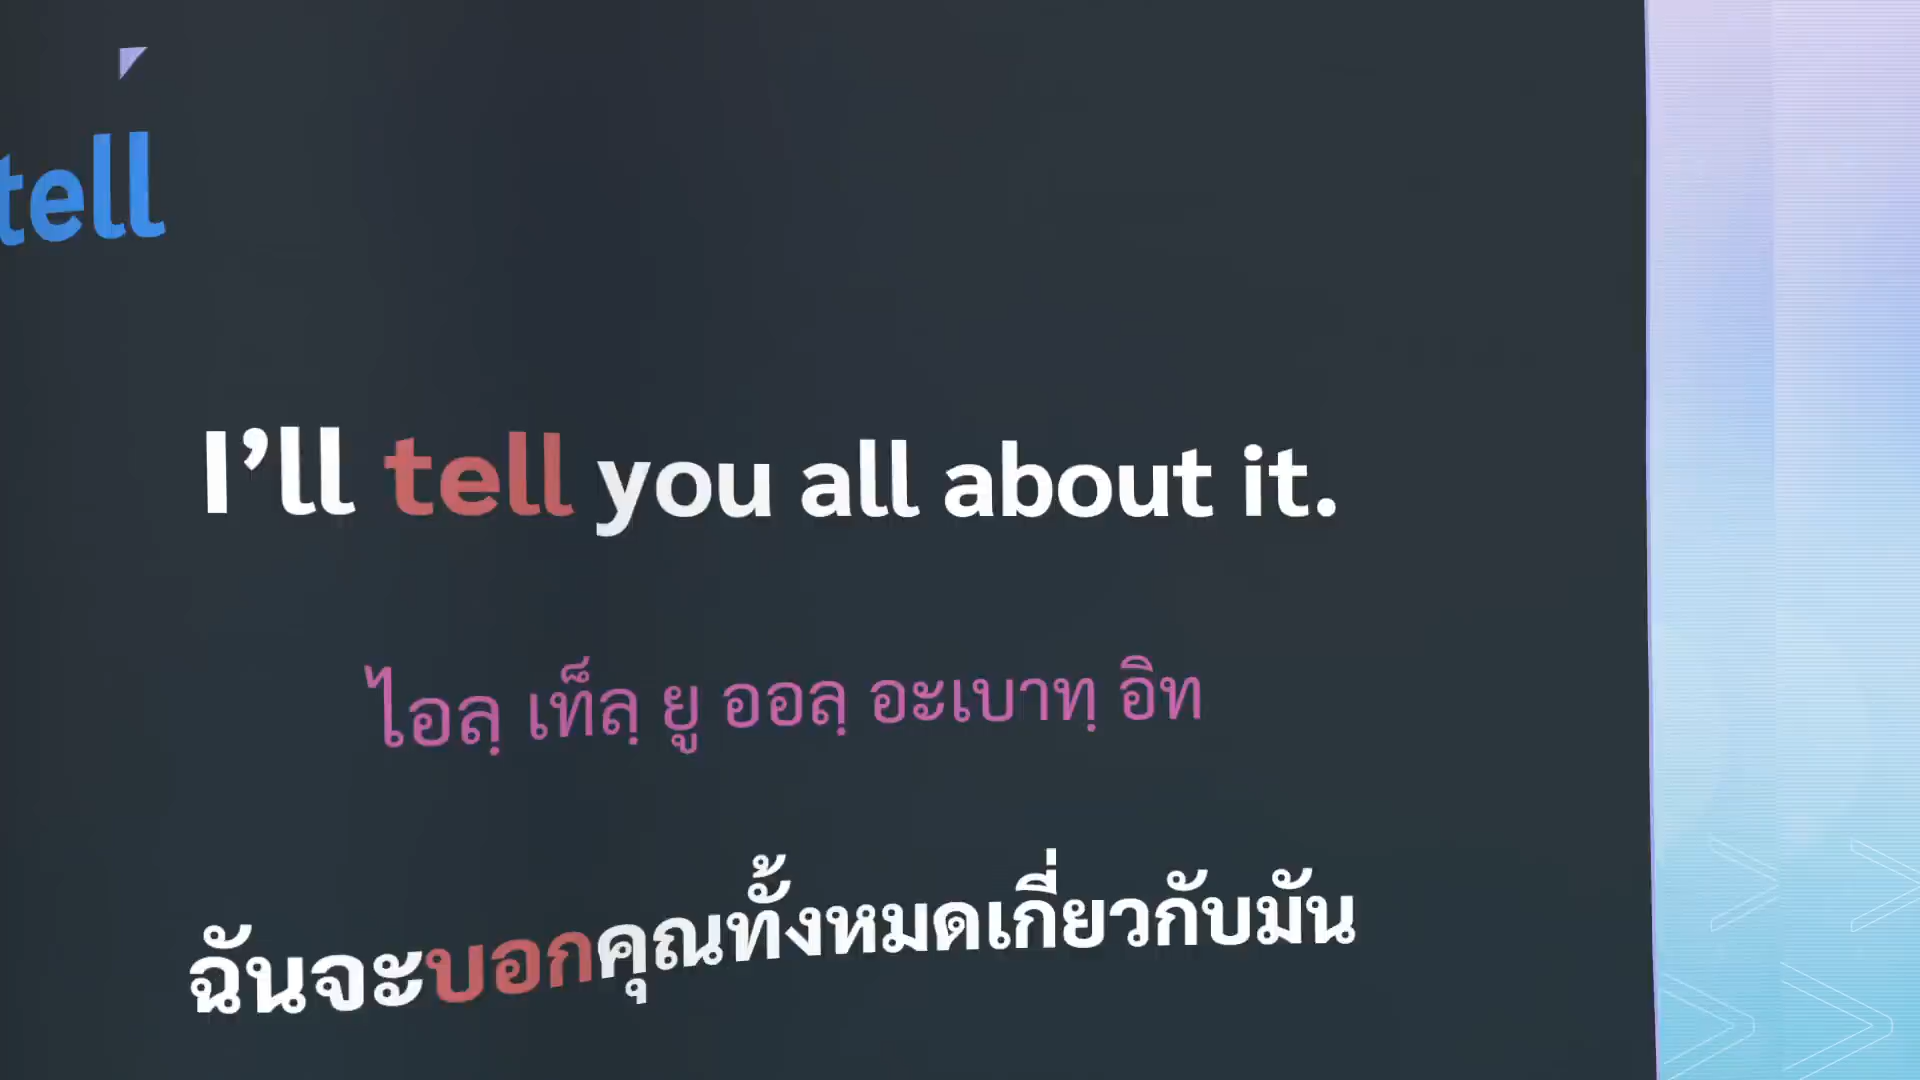 tell
I’ll tell you all about it.
ไอลฺ เท็ลฺ ยู ออลฺ อะเบาทฺ อิท
ฉันจะบอกคุณทั้งหมดเกี่ยวกับมัน